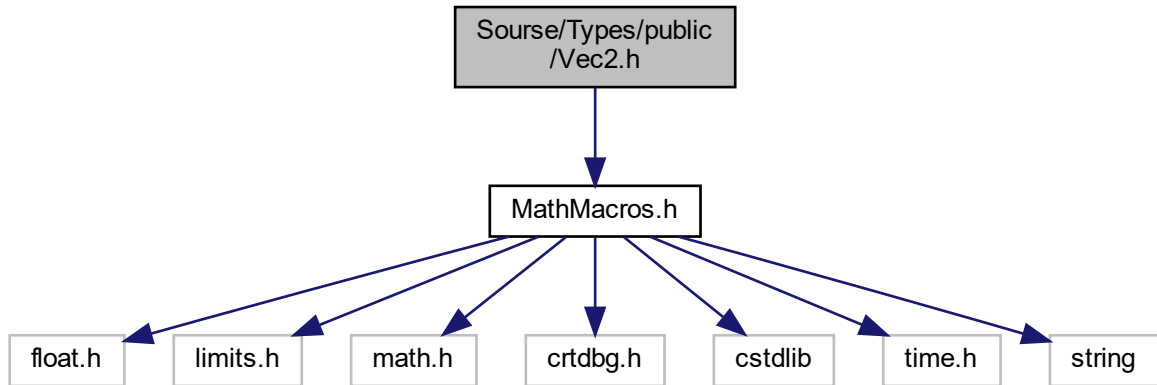 Sourse/Types/public
/Vec2.h
MathMacros.h
float.h
limits.h
math.h
crtdbg.h
cstdlib
time.h
string